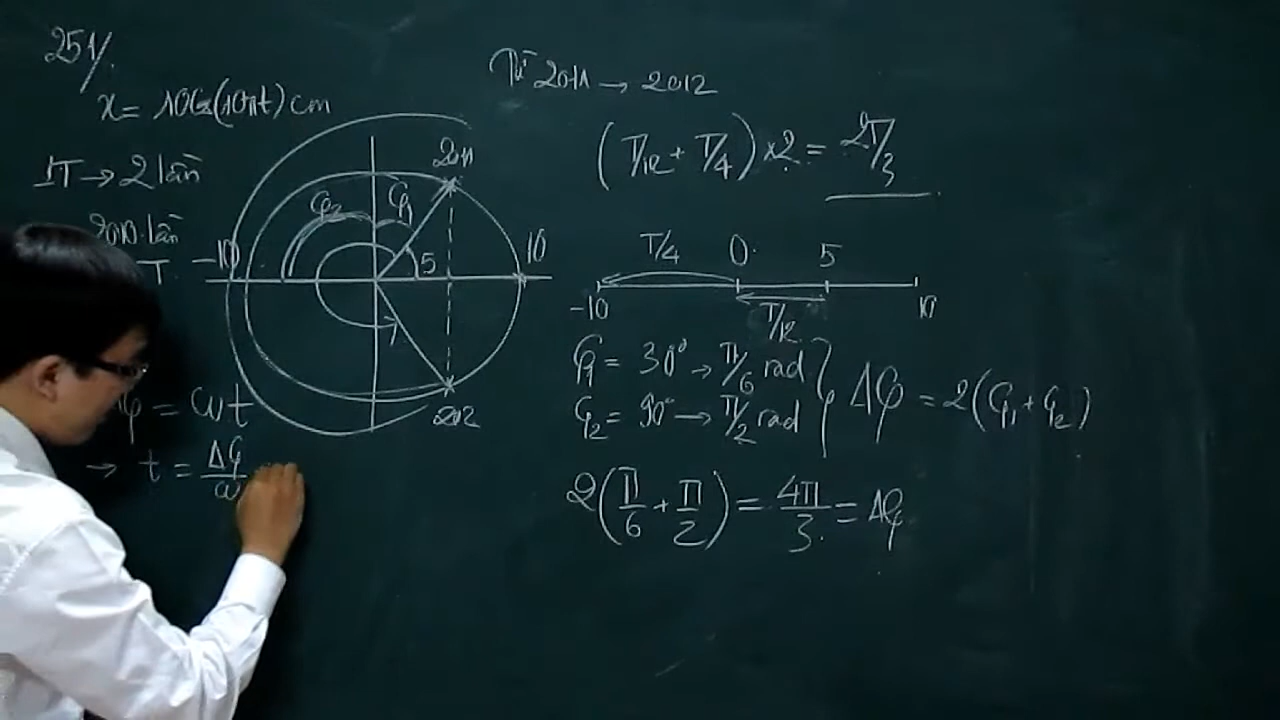 251/.
x = 10Cos(10πt) cm
1T → 2 lần
2010 lần
T
φ = ωt
→ t = Δφ/ω
2011
φ2
φ1
-10
5
10
2012
Từ 2011 → 2012
(T/12 + T/4) x2 = 2T/3
T/4
0
5
-10
T/12
10
φ1 = 30° → π/6 rad
φ2 = 90° → π/2 rad
Δφ = 2(φ1 + φ2)
2(π/6 + π/2) = 4π/3 = Δφ